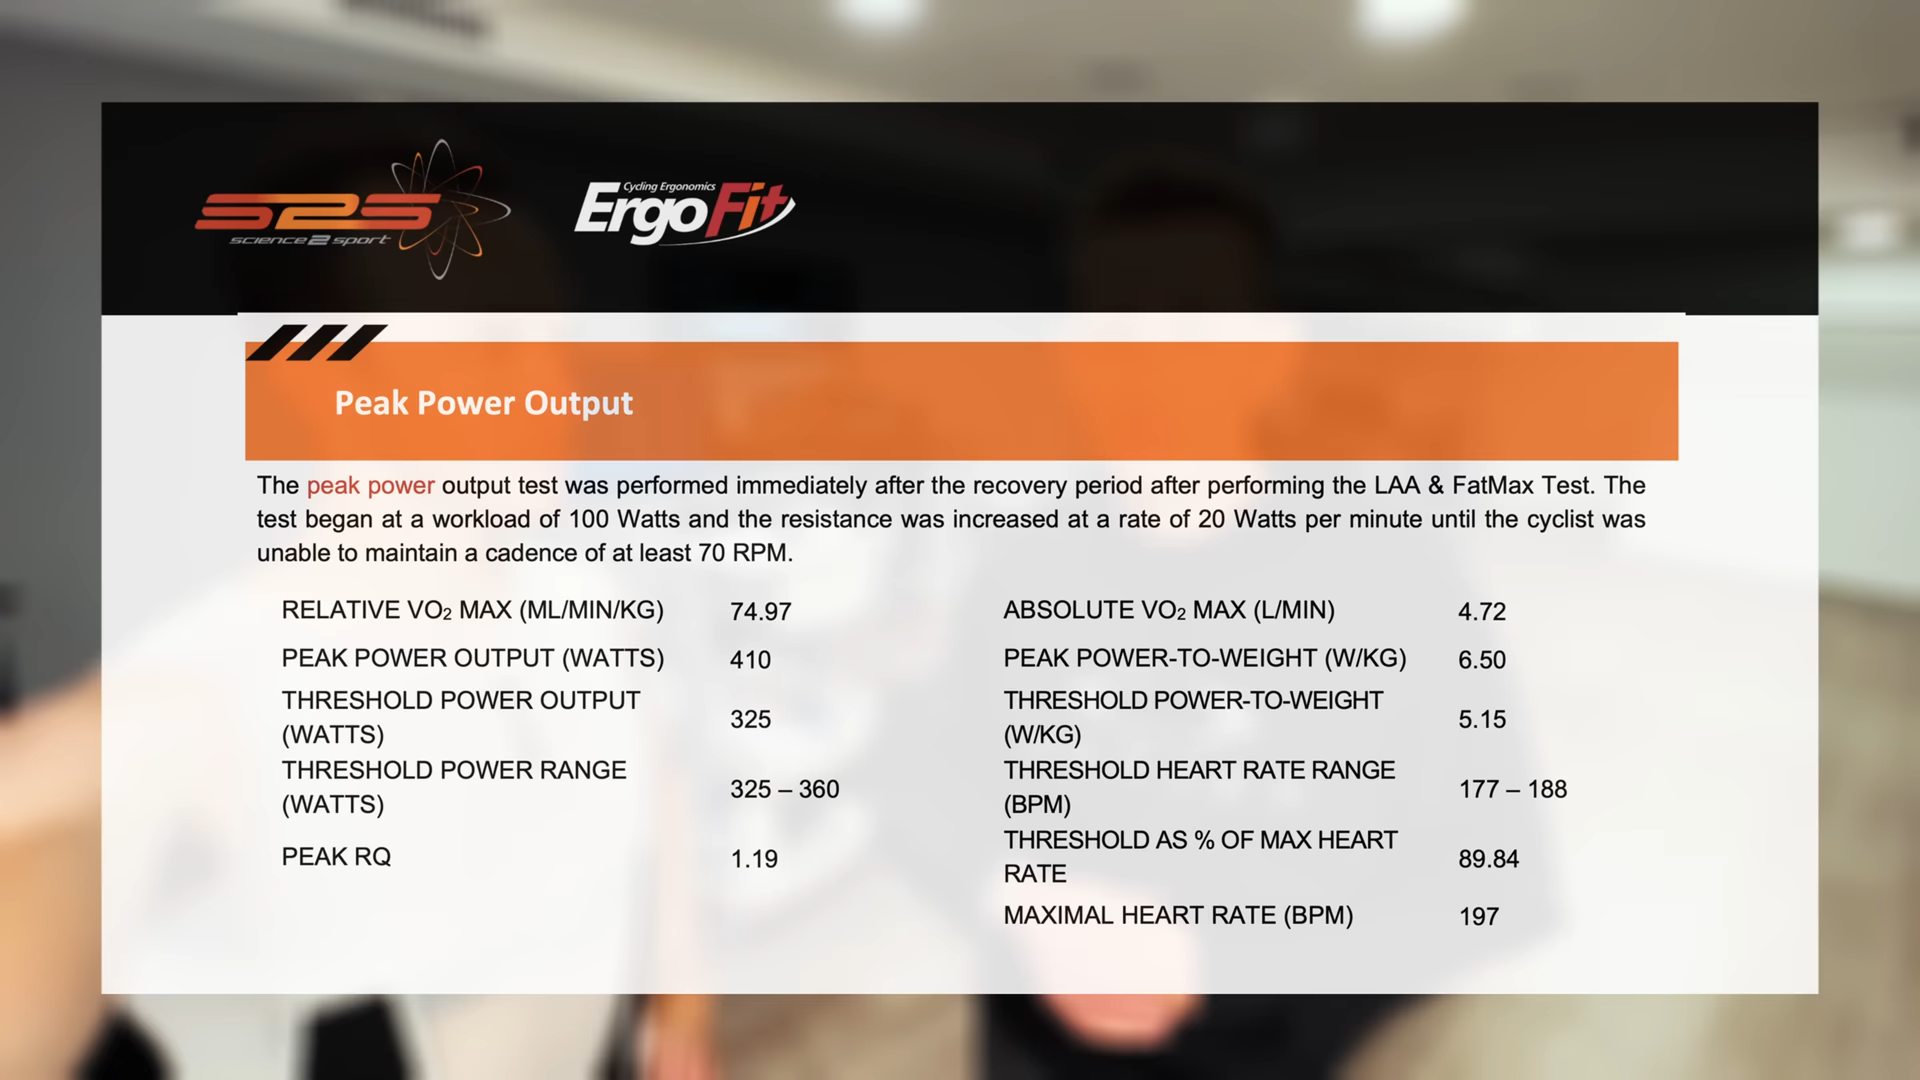 S2S
science2sport
Cycling Ergonomics
ErgoFit
Peak Power Output
The peak power output test was performed immediately after the recovery period after performing the LAA & FatMax Test. The
test began at a workload of 100 Watts and the resistance was increased at a rate of 20 Watts per minute until the cyclist was
unable to maintain a cadence of at least 70 RPM.
RELATIVE VO₂ MAX (ML/MIN/KG) 74.97
ABSOLUTE VO₂ MAX (L/MIN) 4.72
PEAK POWER OUTPUT (WATTS) 410
PEAK POWER-TO-WEIGHT (W/KG) 6.50
THRESHOLD POWER OUTPUT
(WATTS)
325
THRESHOLD POWER-TO-WEIGHT
(W/KG)
5.15
THRESHOLD POWER RANGE
(WATTS)
325 – 360
THRESHOLD HEART RATE RANGE
(BPM)
177 – 188
PEAK RQ 1.19
THRESHOLD AS % OF MAX HEART
RATE
89.84
MAXIMAL HEART RATE (BPM) 197